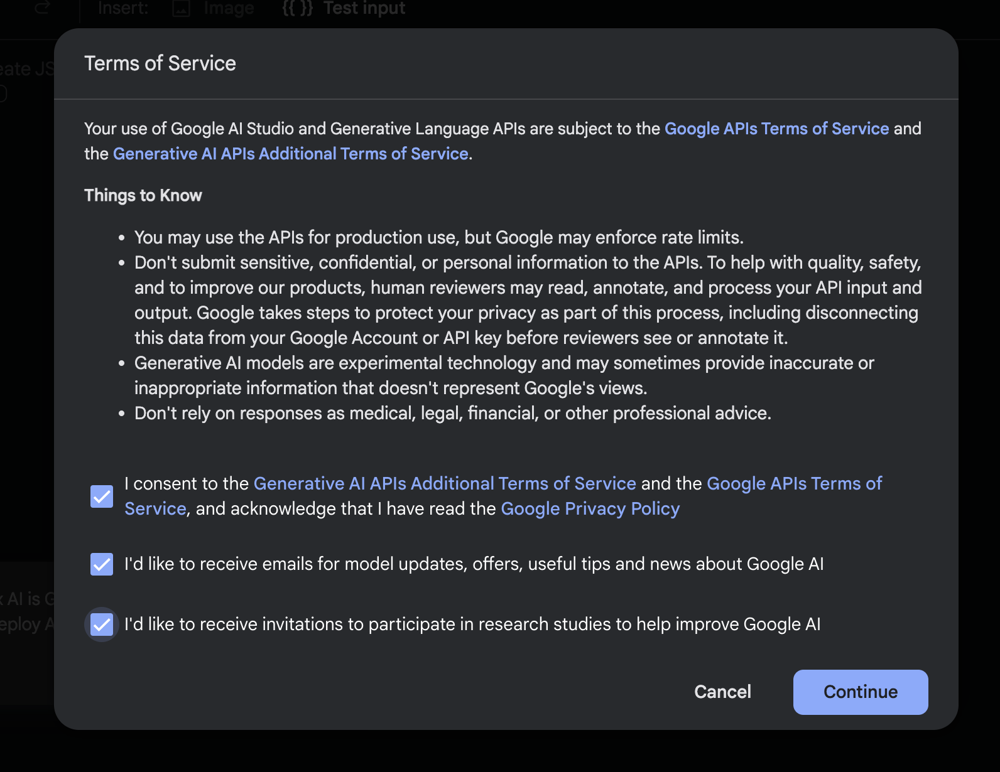 Insert: Image {{ }} Test input
Terms of Service
eate JS
Your use of Google AI Studio and Generative Language APIs are subject to the Google APIs Terms of Service and
the Generative AI APIs Additional Terms of Service.
Things to Know
• You may use the APIs for production use, but Google may enforce rate limits.
• Don't submit sensitive, confidential, or personal information to the APIs. To help with quality, safety,
and to improve our products, human reviewers may read, annotate, and process your API input and
output. Google takes steps to protect your privacy as part of this process, including disconnecting
this data from your Google Account or API key before reviewers see or annotate it.
• Generative AI models are experimental technology and may sometimes provide inaccurate or
inappropriate information that doesn't represent Google's views.
• Don't rely on responses as medical, legal, financial, or other professional advice.
I consent to the Generative AI APIs Additional Terms of Service and the Google APIs Terms of
Service, and acknowledge that I have read the Google Privacy Policy
I'd like to receive emails for model updates, offers, useful tips and news about Google AI
AI is G
eploy A
I'd like to receive invitations to participate in research studies to help improve Google AI
Cancel Continue